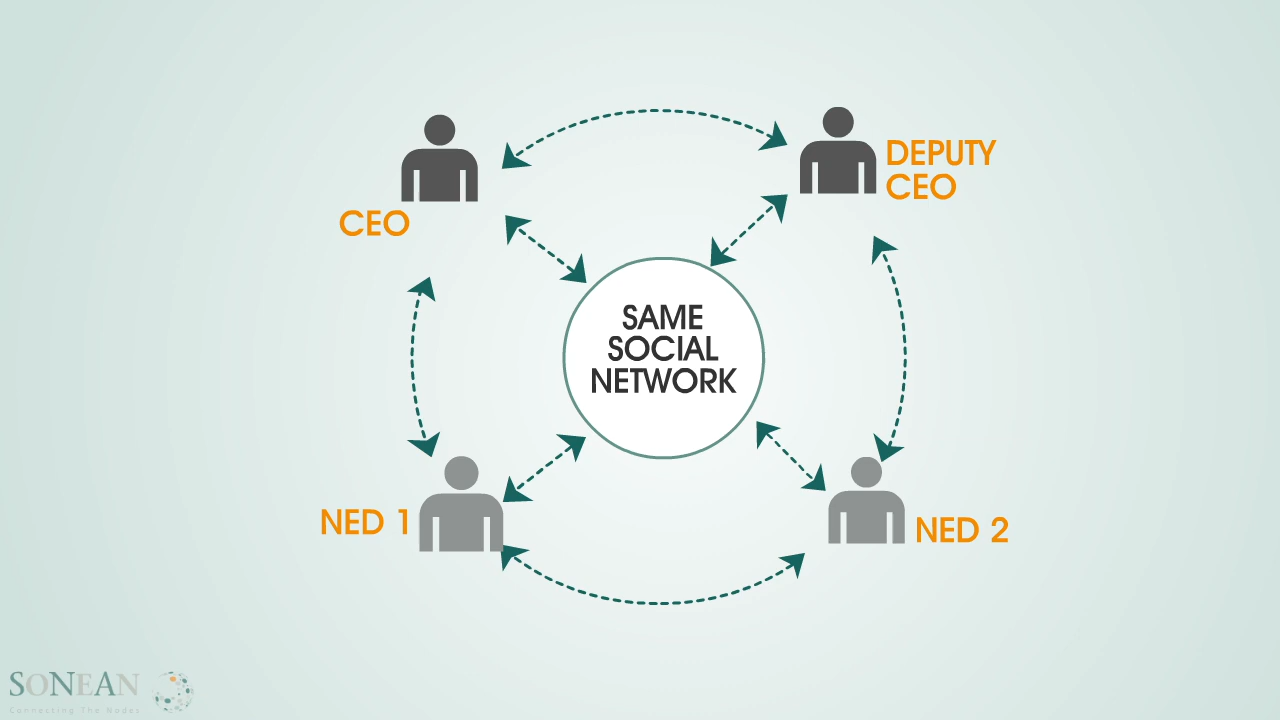 DEPUTY
CEO
CEO
SAME
SOCIAL
NETWORK
NED 1
NED 2
SONEAN
Connecting The Nodes